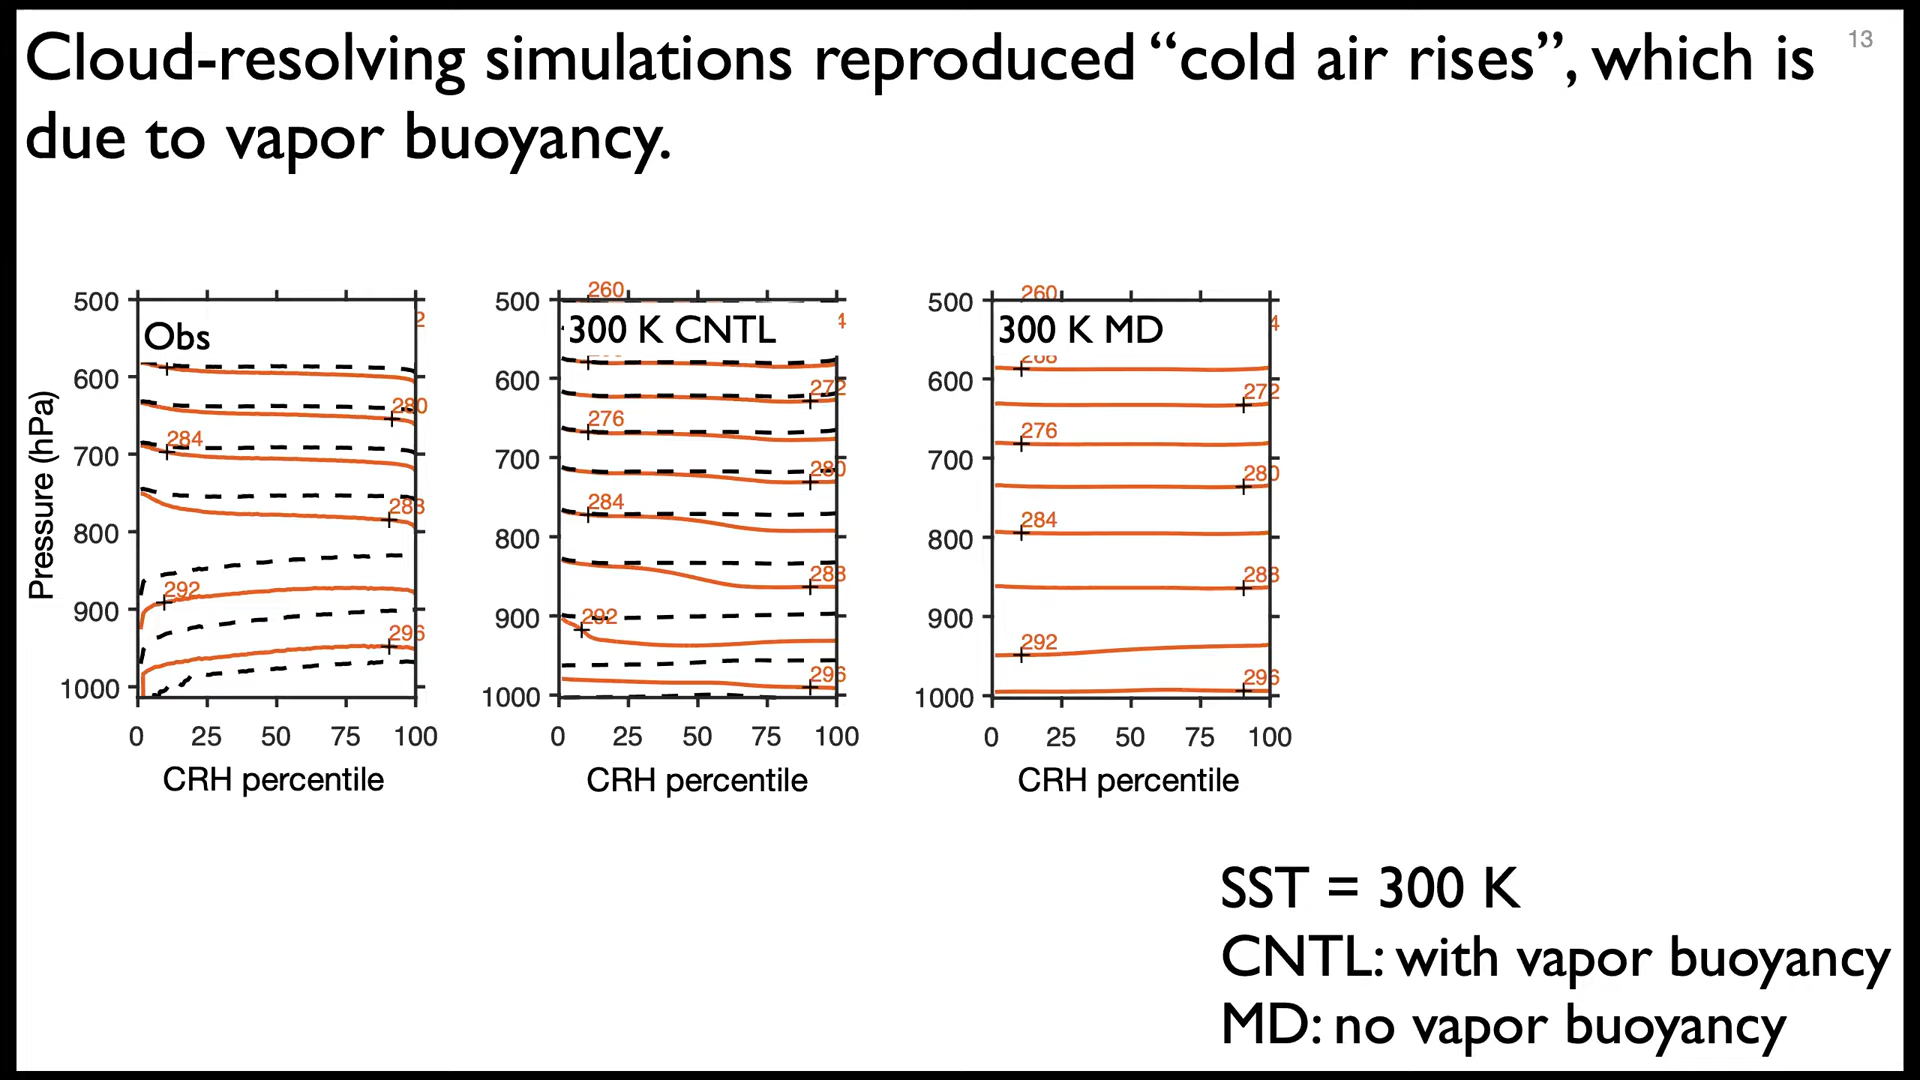 Cloud-resolving simulations reproduced “cold air rises”, which is
due to vapor buoyancy.
13
Pressure (hPa)
500
600
700
800
900
1000
Obs
2
280
284
288
292
296
0 25 50 75 100
CRH percentile
500
600
700
800
900
1000
260
300 K CNTL
4
272
276
280
284
288
292
296
0 25 50 75 100
CRH percentile
500
600
700
800
900
1000
260
300 K MD
4
268
272
276
280
284
288
292
296
0 25 50 75 100
CRH percentile
SST = 300 K
CNTL: with vapor buoyancy
MD: no vapor buoyancy